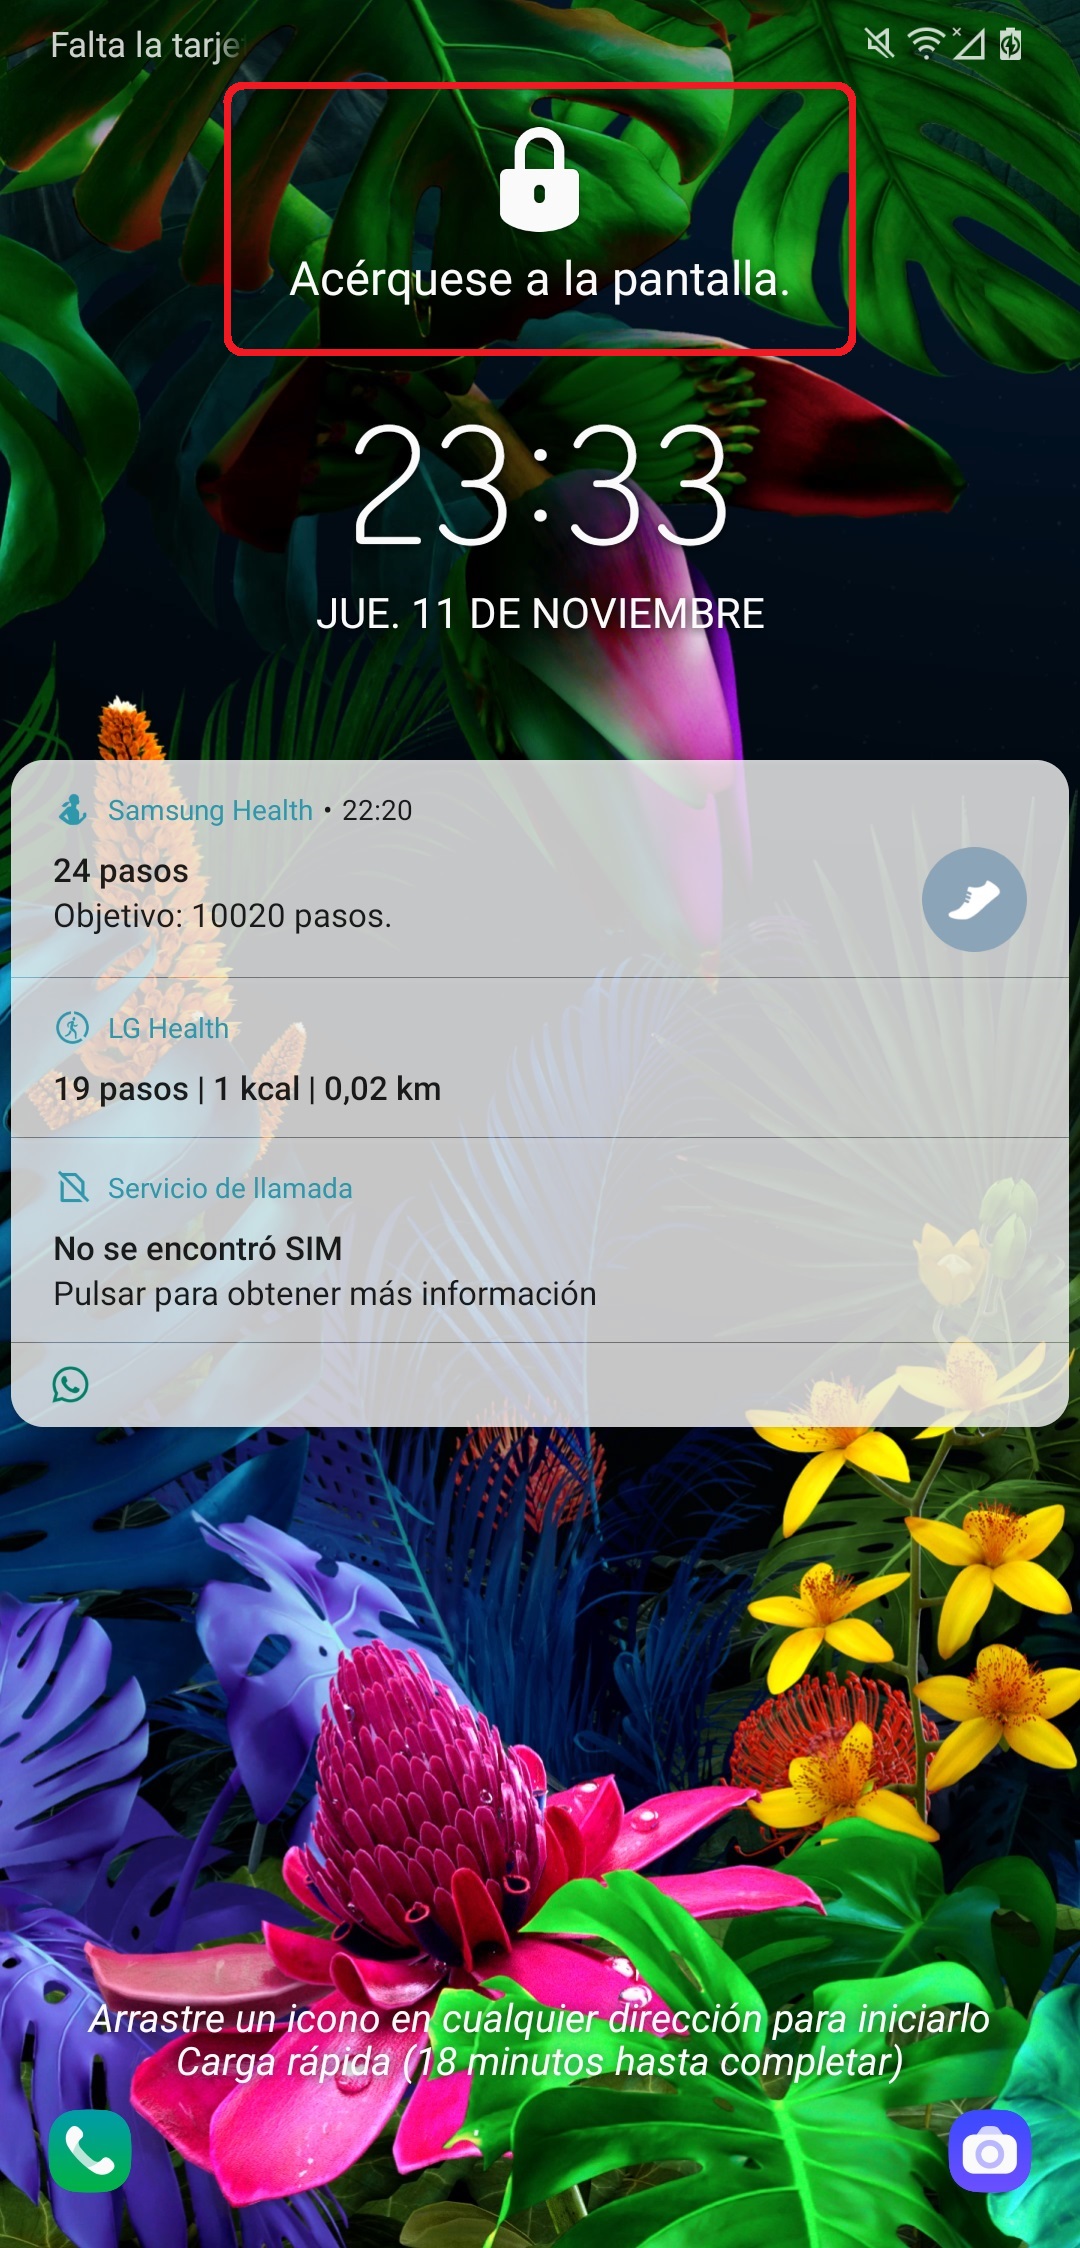 Falta la tarje
Acérquese a la pantalla.
23:33
JUE. 11 DE NOVIEMBRE
Samsung Health • 22:20
24 pasos
Objetivo: 10020 pasos.
LG Health
19 pasos | 1 kcal | 0,02 km
Servicio de llamada
No se encontró SIM
Pulsar para obtener más información
Arrastre un icono en cualquier dirección para iniciarlo
Carga rápida (18 minutos hasta completar)